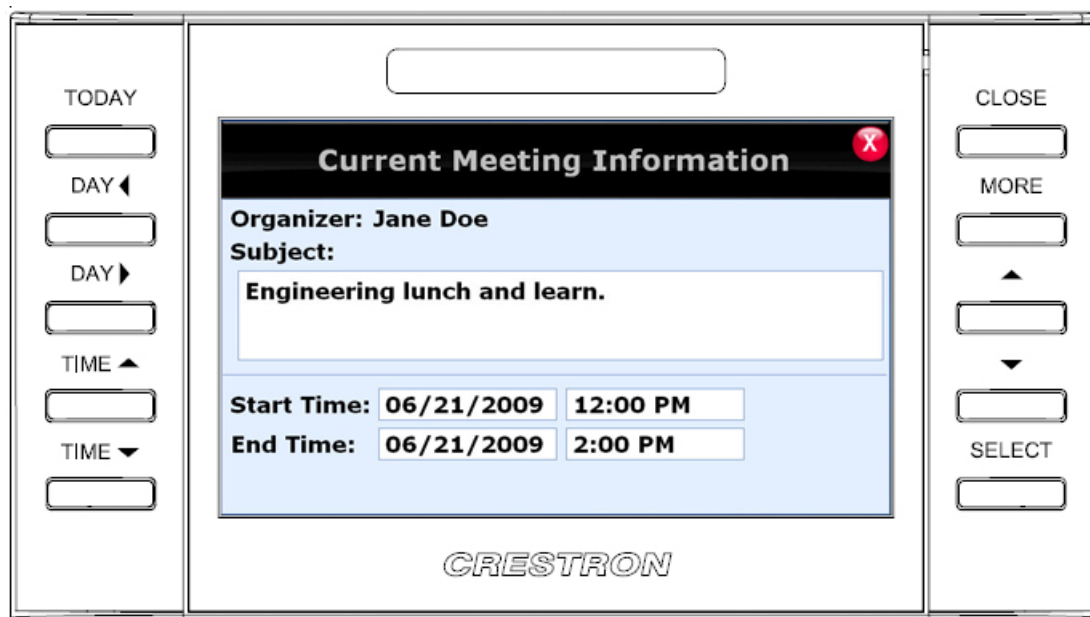 TODAY
DAY ◀
DAY ▶
TIME ▲
TIME ▼
X
Current Meeting Information
Organizer: Jane Doe
Subject:
Engineering lunch and learn.
Start Time: 06/21/2009 12:00 PM
End Time: 06/21/2009 2:00 PM
CRESTRON
CLOSE
MORE
▲
▼
SELECT